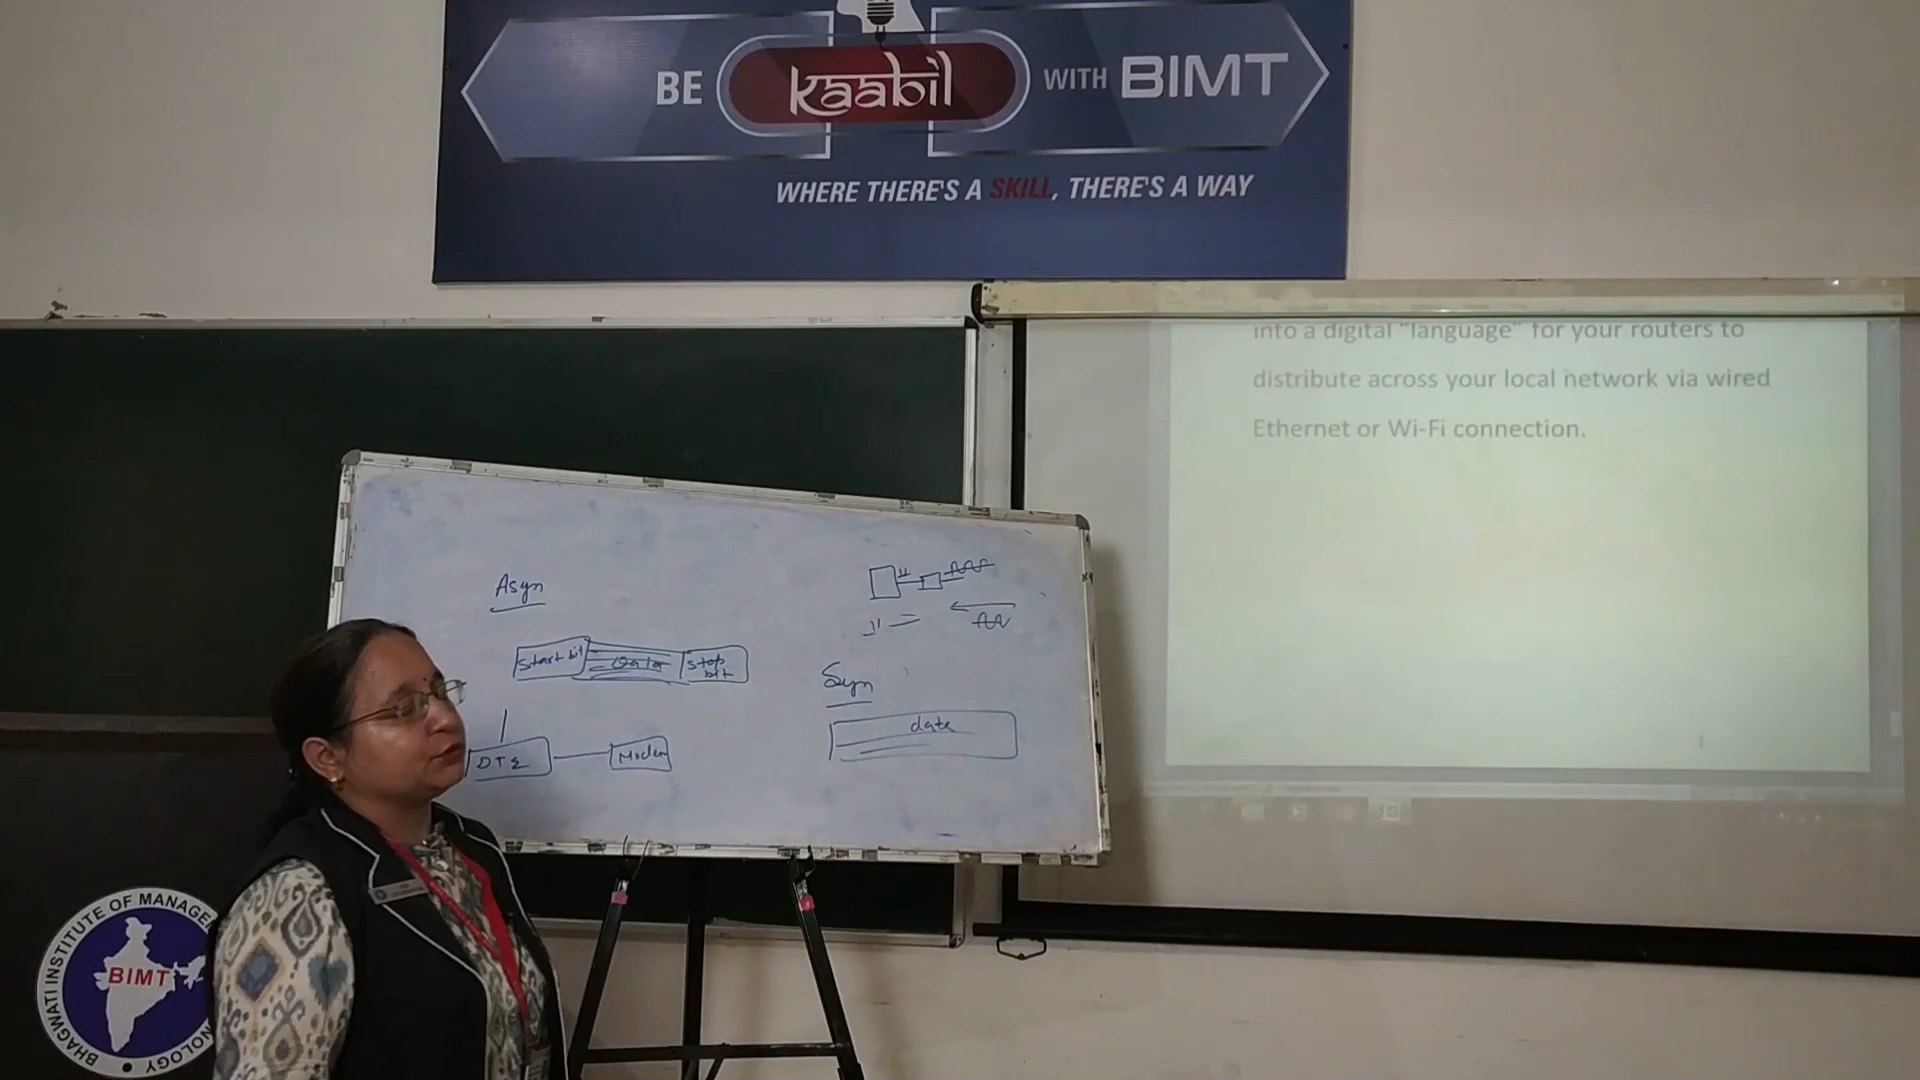 BE kaabil WITH BIMT
WHERE THERE'S A SKILL, THERE'S A WAY
into a digital “language” for your routers to
distribute across your local network via wired
Ethernet or Wi-Fi connection.
Asyn
Start bit Data Stop bit
DTE Modem
Syn
data
BHAGWATI INSTITUTE OF MANAGE
NOLOGY
BIMT